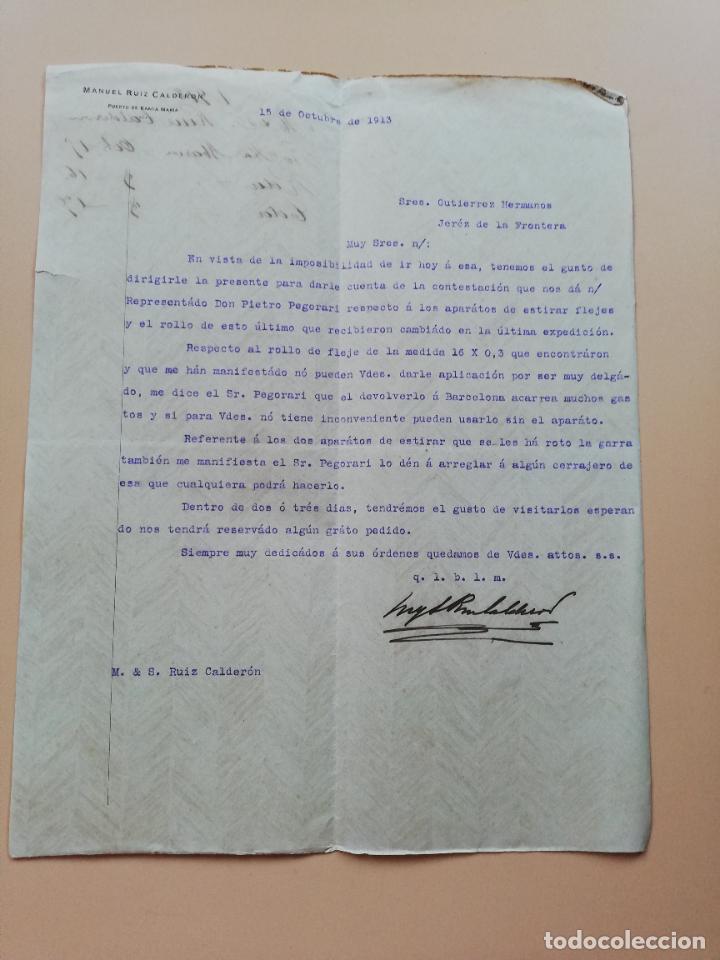 MANUEL RUIZ CALDERÓN
PUERTO DE SANTA MARIA
15 de Octubre de 1913
Sres. Gutierrez Hermanos
Jeréz de la Frontera
Muy Sres. n/:
En vista de la imposibilidad de ir hoy á esa, tenemos el gusto de
dirigirle la presente para darle cuenta de la contestación que nos dá n/
Representádo Don Pietro Pegorari respecto á los aparátos de estirar flejes
y el rollo de esto último que recibieron cambiádo en la última expedición.
Respecto al rollo de fleje de la medida 16 X 0,3 que encontráron
y que me hán manifestádo nó pueden Vdes. darle aplicación por ser muy delgá-
do, me dice el Sr. Pegorari que el devolverlo á Barcelona acarrea muchos gas
tos y si para Vdes. nó tiene inconveniente pueden usarlo sin el aparáto.
Referente á los dos aparátos de estirar que se les há roto la garra
también me manifiesta el Sr. Pegorari lo dén á arreglar á algún cerrajero de
esa que cualquiera podrá hacerlo.
Dentro de dos ó trés dias, tendrémos el gusto de visitarlos esperan
do nos tendrá reservádo algún gráto pedido.
Siempre muy dedicádos á sus órdenes quedamos de Vdes. attos. s.s.
q. l. b. l. m.
M. & S. Ruiz Calderón
todocoleccion
todocoleccion.net